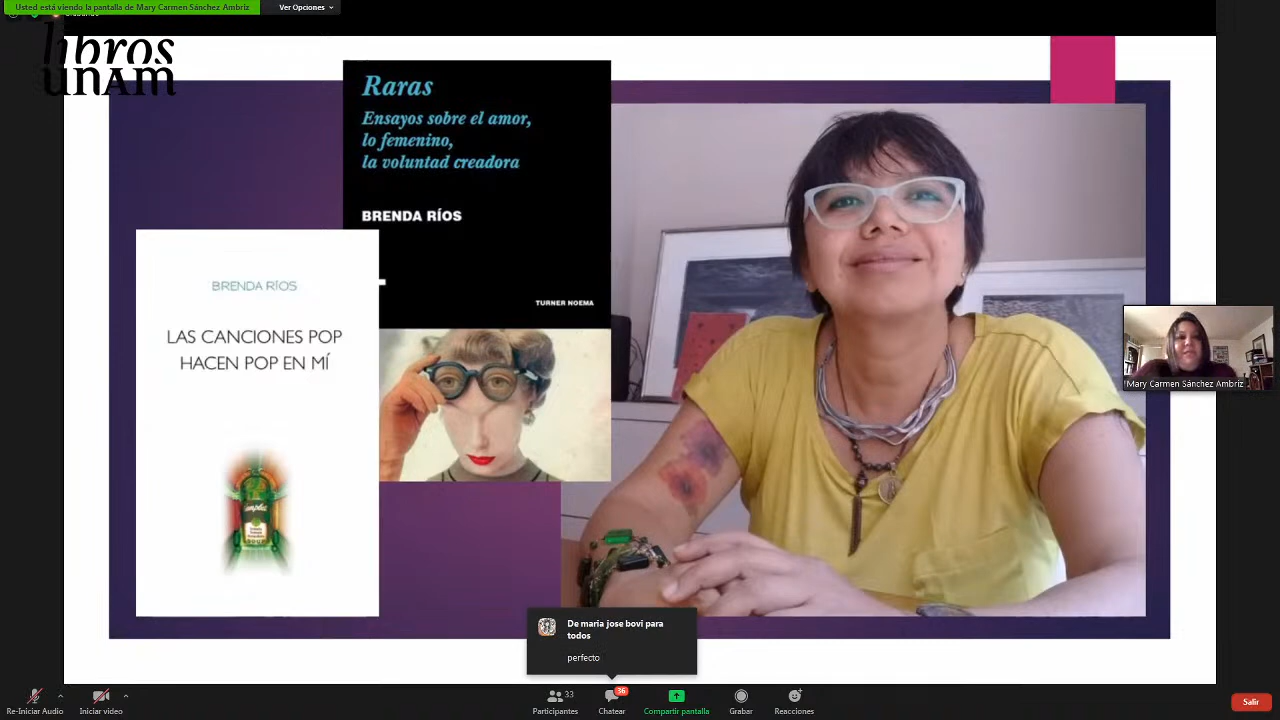 Usted está viendo la pantalla de Mary Carmen Sánchez Ambriz
Ver Opciones
libros
UNAM
Raras
Ensayos sobre el amor,
lo femenino,
la voluntad creadora
BRENDA RÍOS
TURNER NOEMA
BRENDA RÍOS
LAS CANCIONES POP
HACEN POP EN MÍ
Mary Carmen Sánchez Ambriz
De maria jose bovi para
todos
perfecto
Re-Iniciar Audio
Iniciar video
33
Participantes
36
Chatear
Compartir pantalla
Grabar
Reacciones
Salir